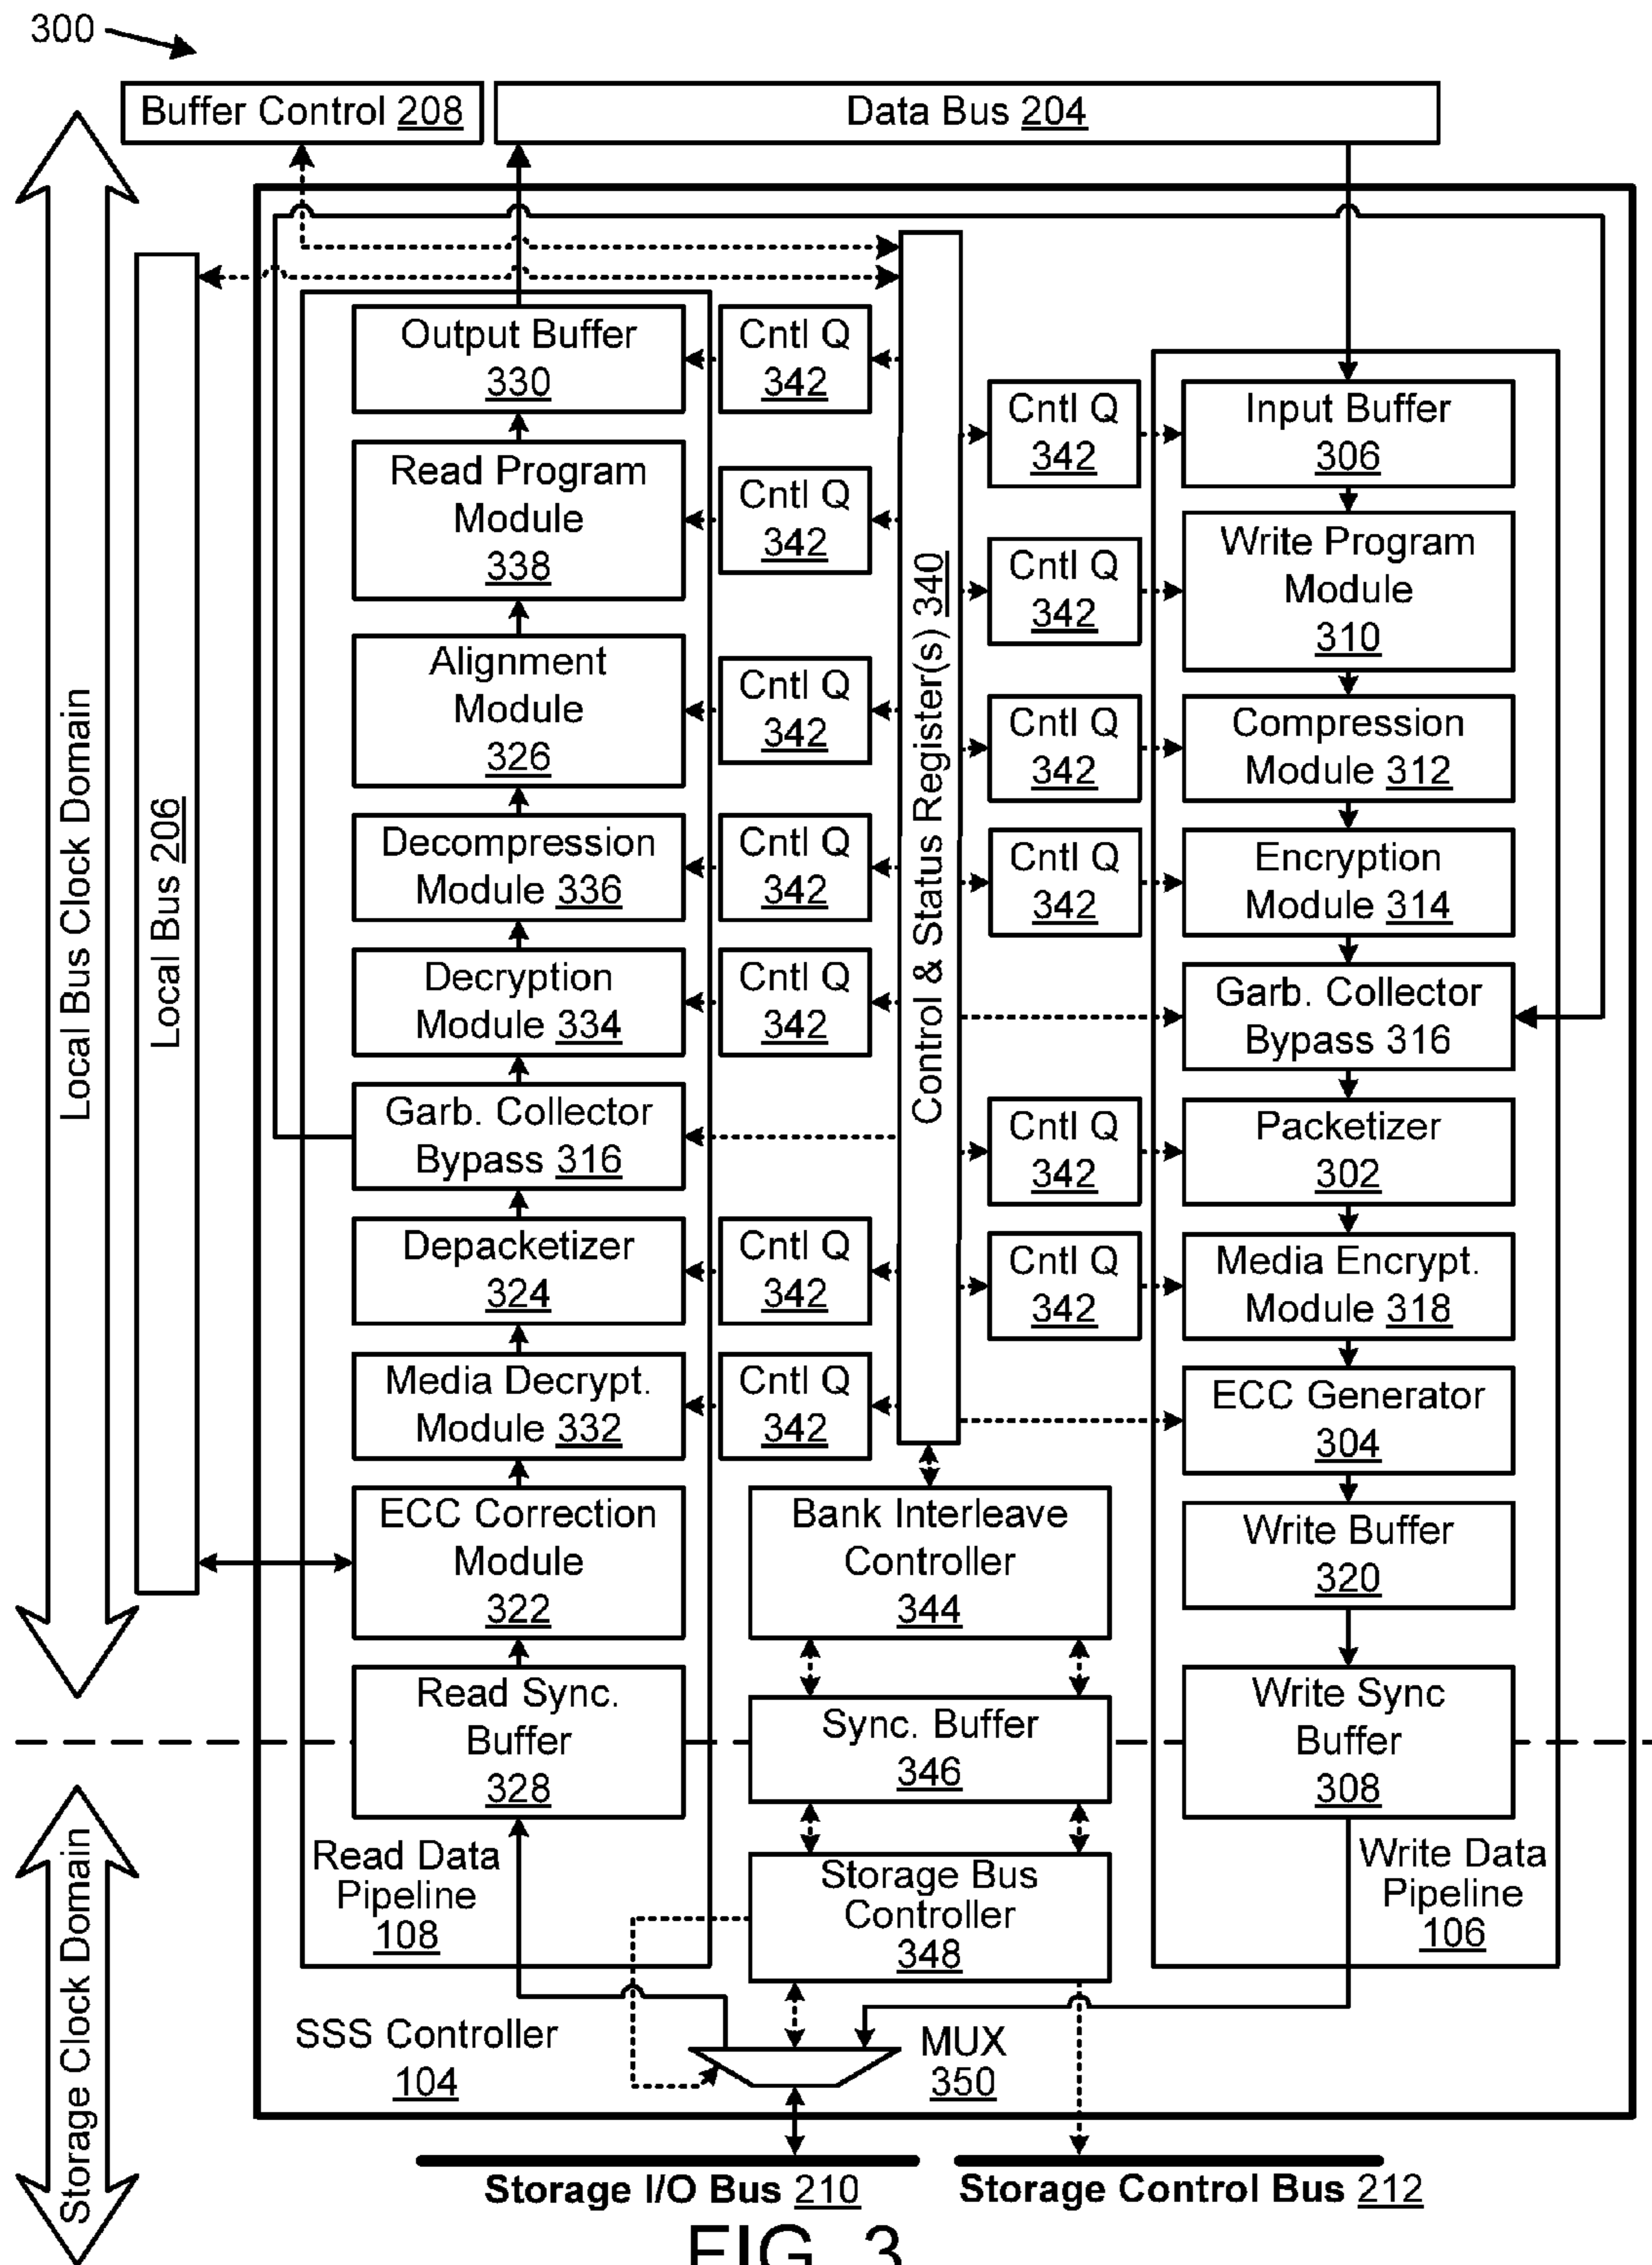 300
Buffer Control 208
Data Bus 204
Local Bus Clock Domain
Local Bus 206
Output Buffer
330
Cntl Q
342
Read Program
Module
338
Cntl Q
342
Alignment
Module
326
Cntl Q
342
Decompression
Module 336
Cntl Q
342
Decryption
Module 334
Cntl Q
342
Garb. Collector
Bypass 316
Depacketizer
324
Cntl Q
342
Media Decrypt.
Module 332
Cntl Q
342
ECC Correction
Module
322
Read Sync.
Buffer
328
Read Data
Pipeline
108
Control & Status Register(s) 340
Bank Interleave
Controller
344
Sync. Buffer
346
Storage Bus
Controller
348
Cntl Q
342
Input Buffer
306
Cntl Q
342
Write Program
Module
310
Cntl Q
342
Compression
Module 312
Cntl Q
342
Encryption
Module 314
Garb. Collector
Bypass 316
Cntl Q
342
Packetizer
302
Cntl Q
342
Media Encrypt.
Module 318
ECC Generator
304
Write Buffer
320
Write Sync
Buffer
308
Write Data
Pipeline
106
Storage Clock Domain
SSS Controller
104
MUX
350
Storage I/O Bus 210
Storage Control Bus 212
FIG. 3